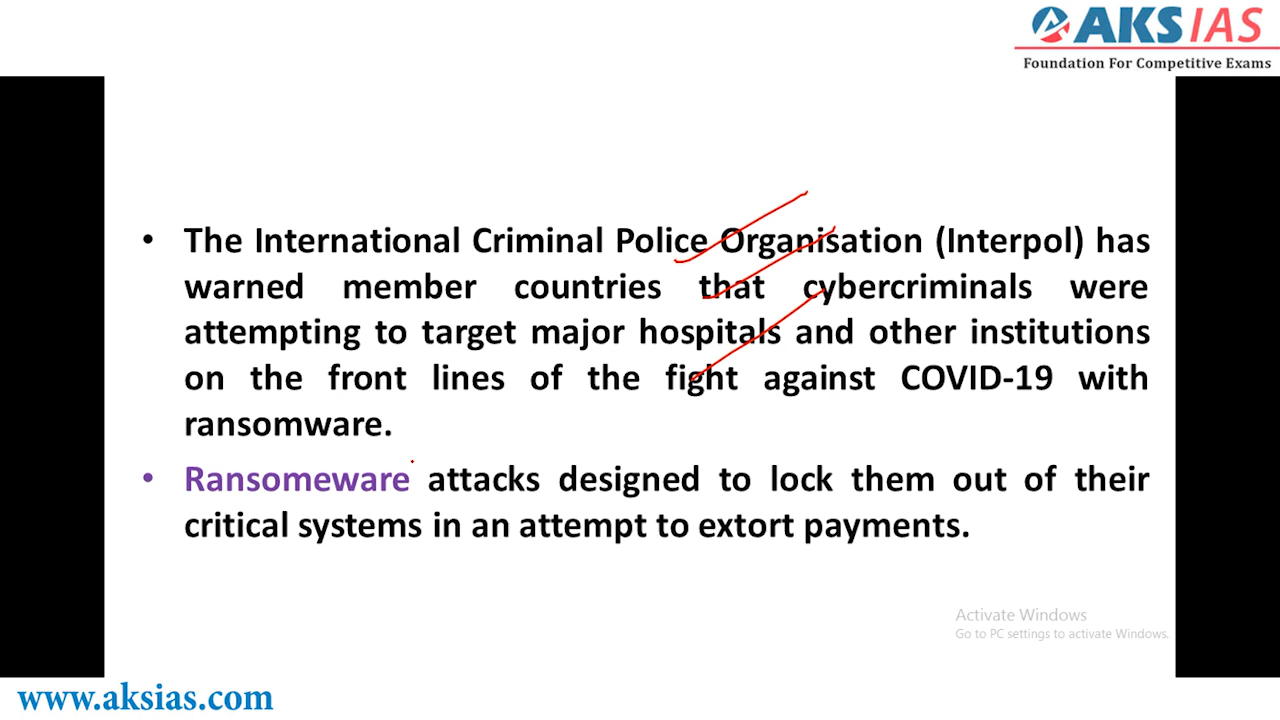 AKS IAS
Foundation For Competitive Exams
• The International Criminal Police Organisation (Interpol) has
warned member countries that cybercriminals were
attempting to target major hospitals and other institutions
on the front lines of the fight against COVID-19 with
ransomware.
• Ransomeware attacks designed to lock them out of their
critical systems in an attempt to extort payments.
Activate Windows
Go to PC settings to activate Windows.
www.aksias.com